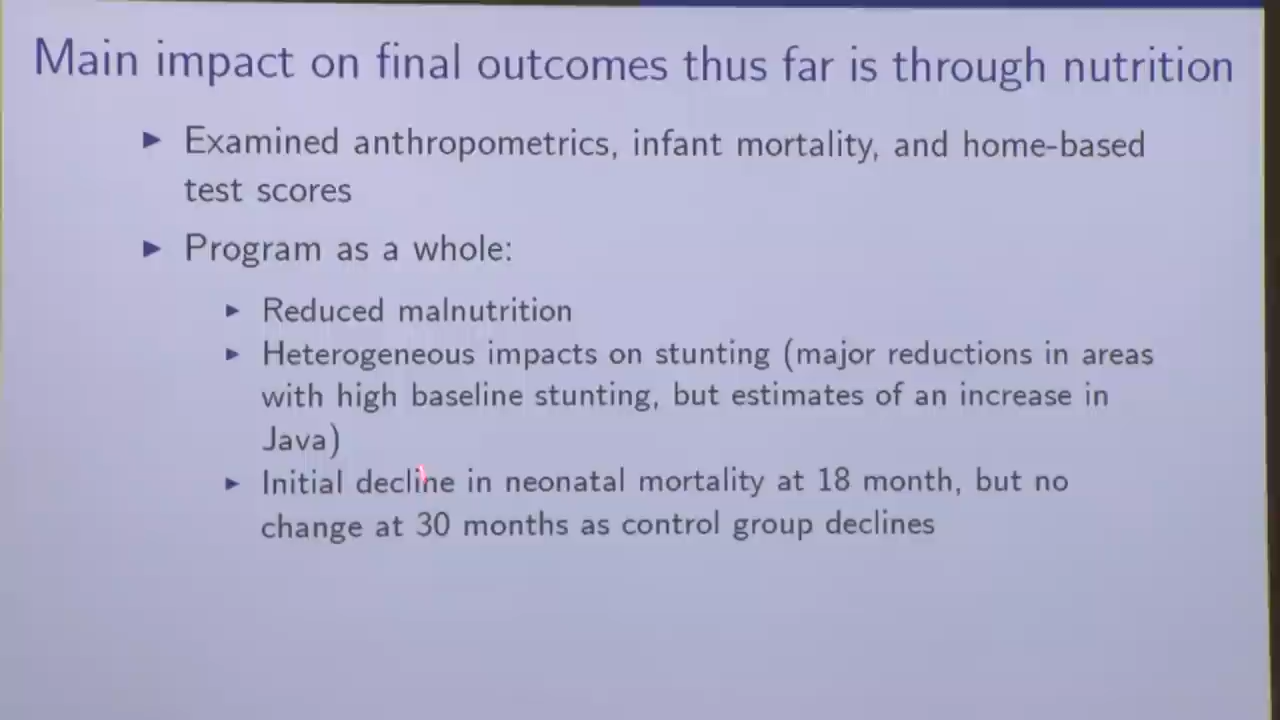 Main impact on final outcomes thus far is through nutrition
Examined anthropometrics, infant mortality, and home-based
test scores
Program as a whole:
Reduced malnutrition
Heterogeneous impacts on stunting (major reductions in areas
with high baseline stunting, but estimates of an increase in
Java)
Initial decline in neonatal mortality at 18 month, but no
change at 30 months as control group declines